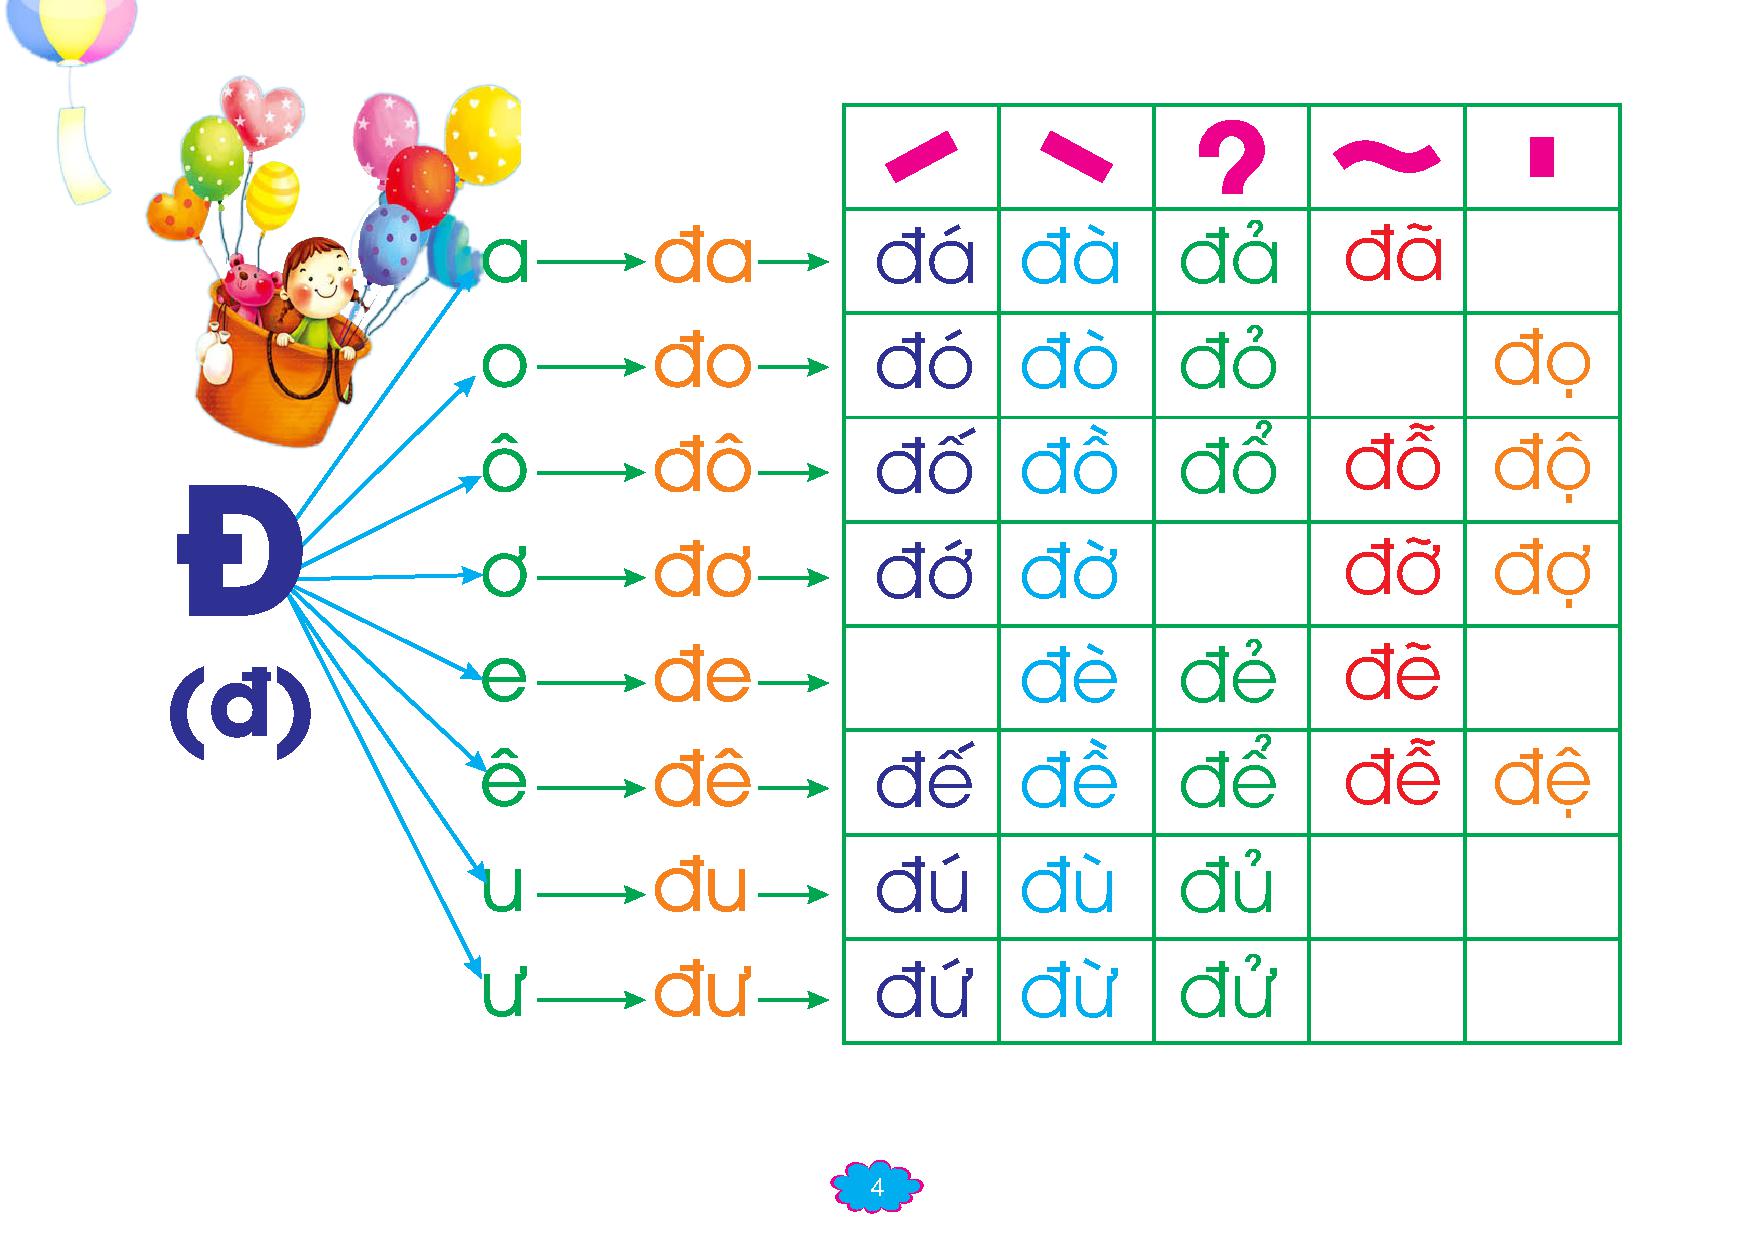 ´ ` ? ~ .
a đa đá đà đả đã
o đo đó đò đỏ đọ
ô đô đố đồ đổ đỗ độ
Đ
ơ đơ đớ đờ đỡ đợ
(đ)
e đe đè đẻ đẽ
ê đê đế đề để đễ đệ
u đu đú đù đủ
ư đư đứ đừ đử
4